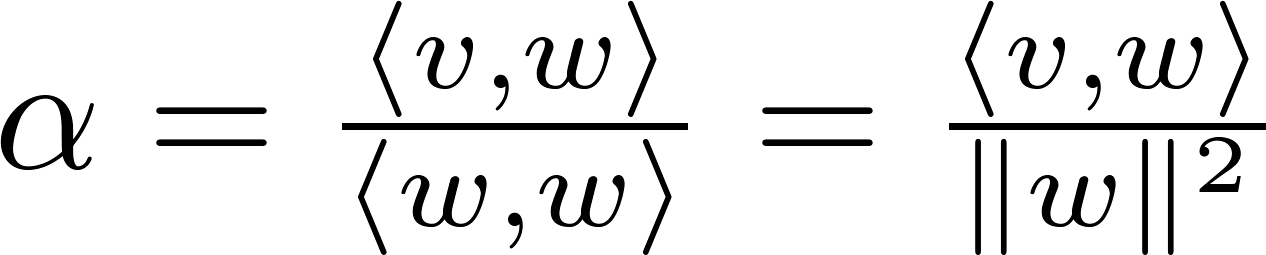 α = ⟨v,w⟩/⟨w,w⟩ = ⟨v,w⟩/‖w‖²